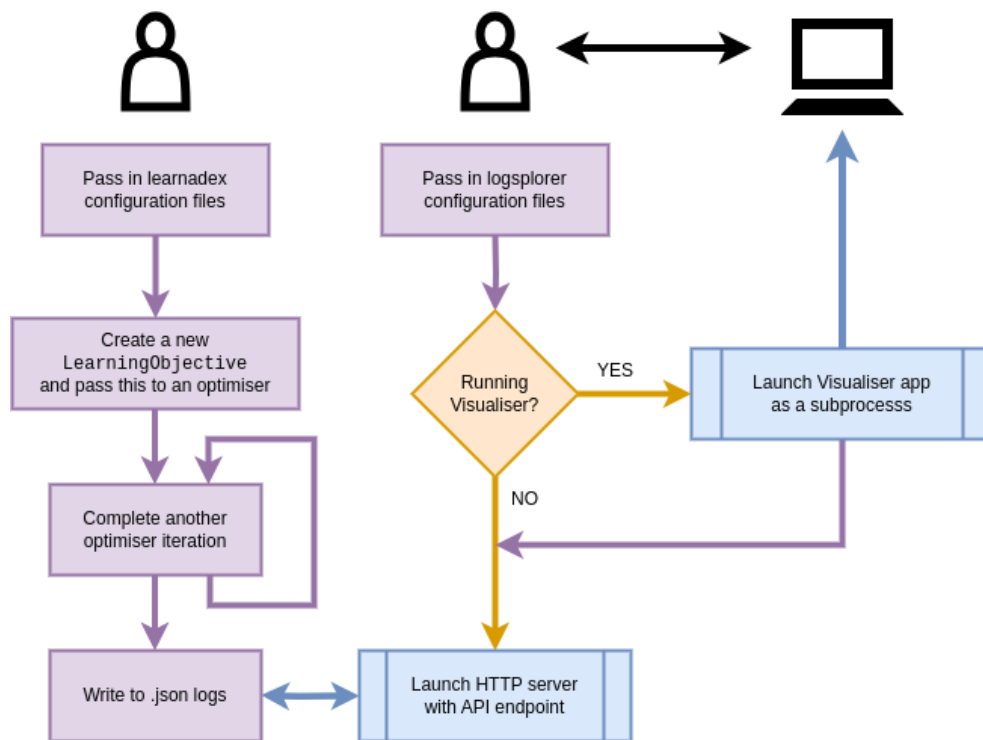 Pass in learnadex
configuration files
Pass in logsplorer
configuration files
Create a new
LearningObjective
and pass this to an optimiser
Running
Visualiser?
YES
Launch Visualiser app
as a subprocesss
NO
Complete another
optimiser iteration
Write to .json logs
Launch HTTP server
with API endpoint